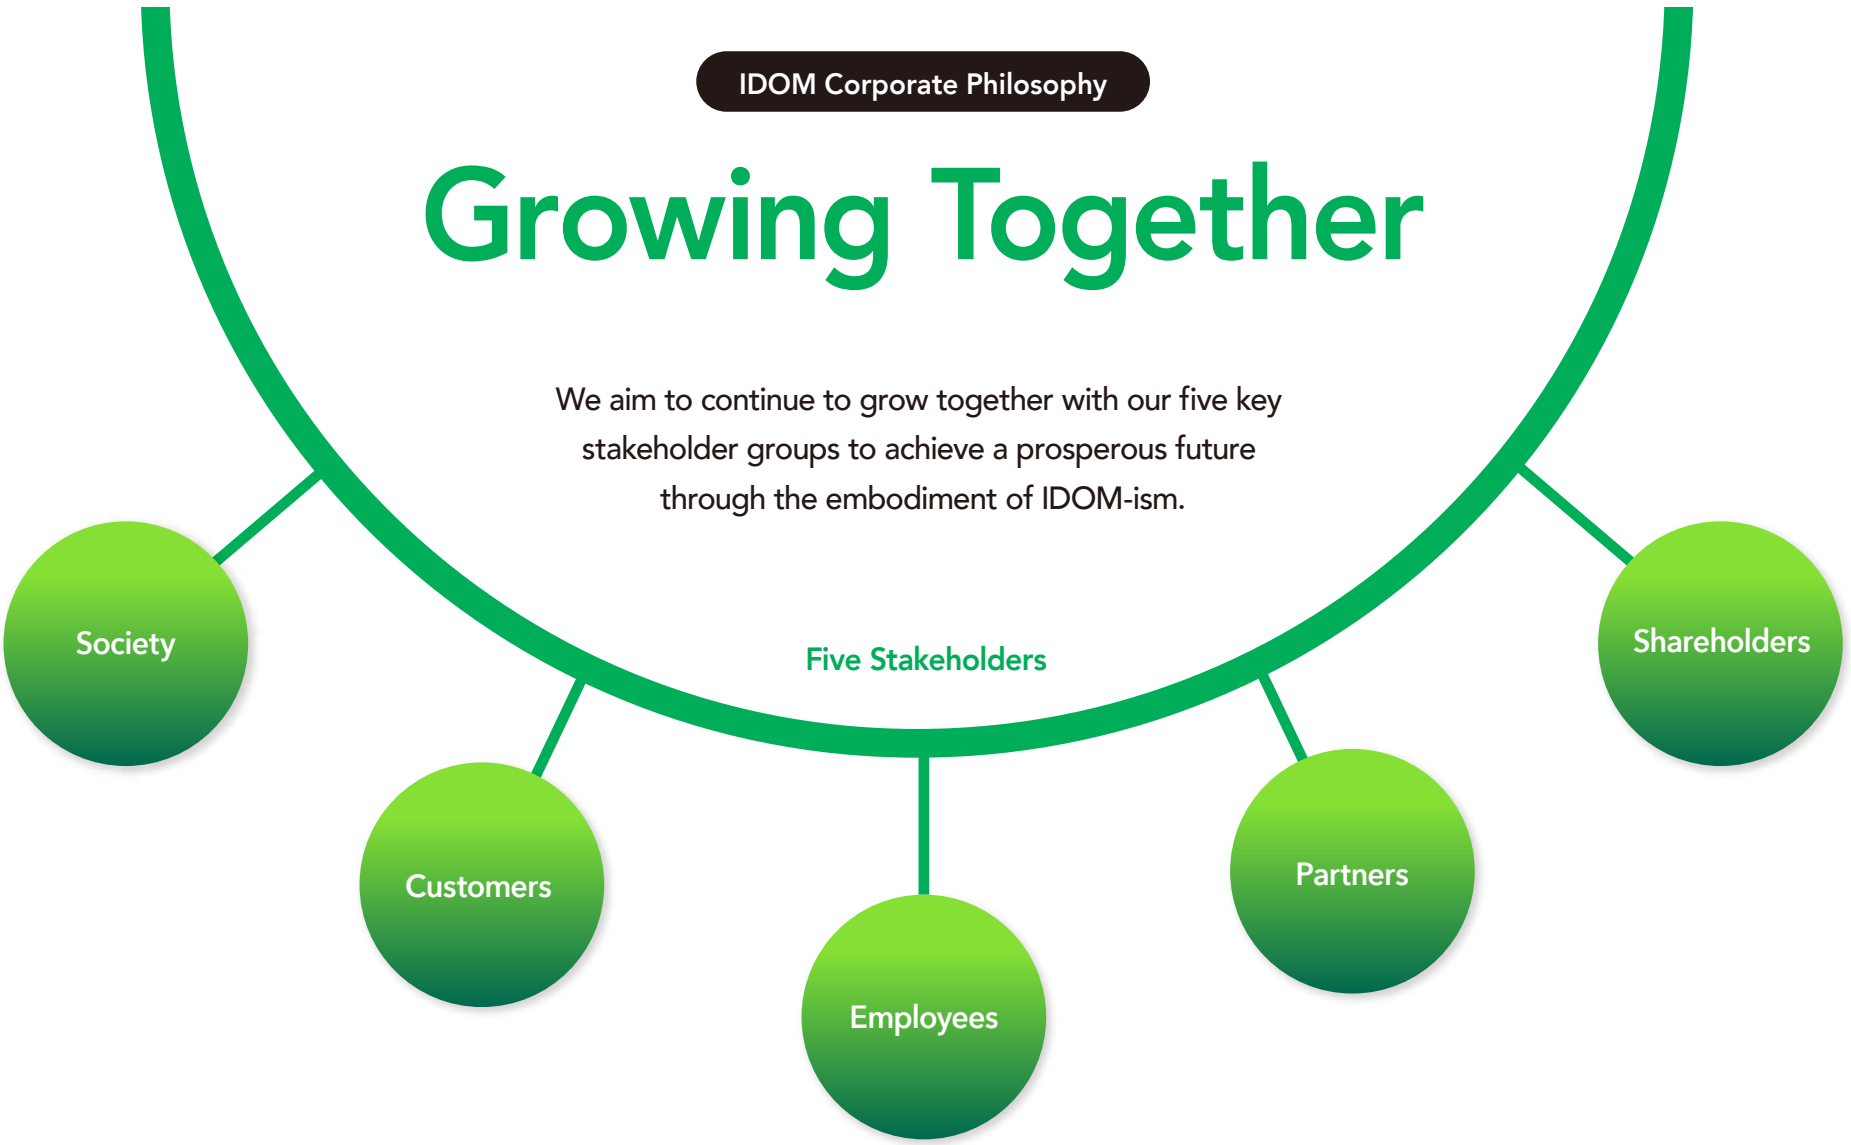 IDOM Corporate Philosophy
Growing Together
We aim to continue to grow together with our five key
stakeholder groups to achieve a prosperous future
through the embodiment of IDOM-ism.
Five Stakeholders
Society
Customers
Employees
Partners
Shareholders